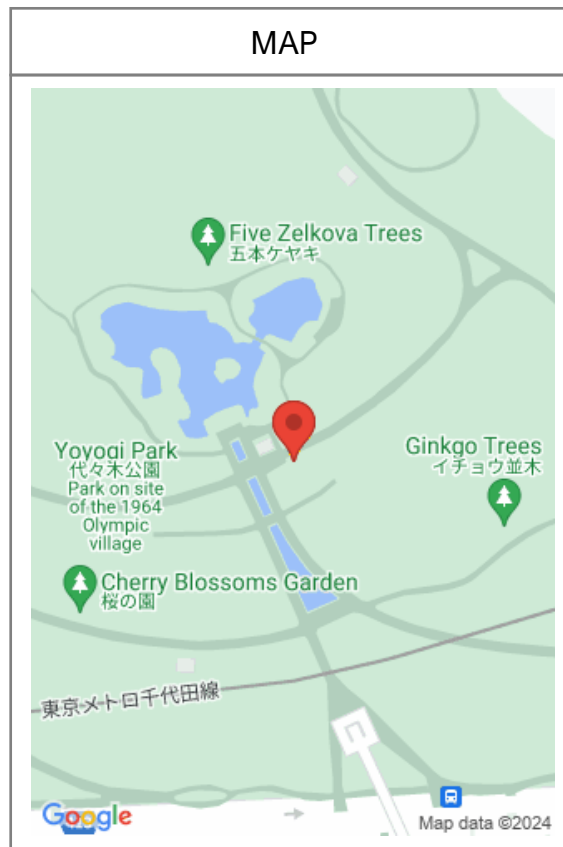 MAP
Five Zelkova Trees
五本ケヤキ
Yoyogi Park
代々木公園
Park on site
of the 1964
Olympic
village
Ginkgo Trees
イチョウ並木
Cherry Blossoms Garden
桜の園
東京メトロ千代田線
Google
Map data ©2024